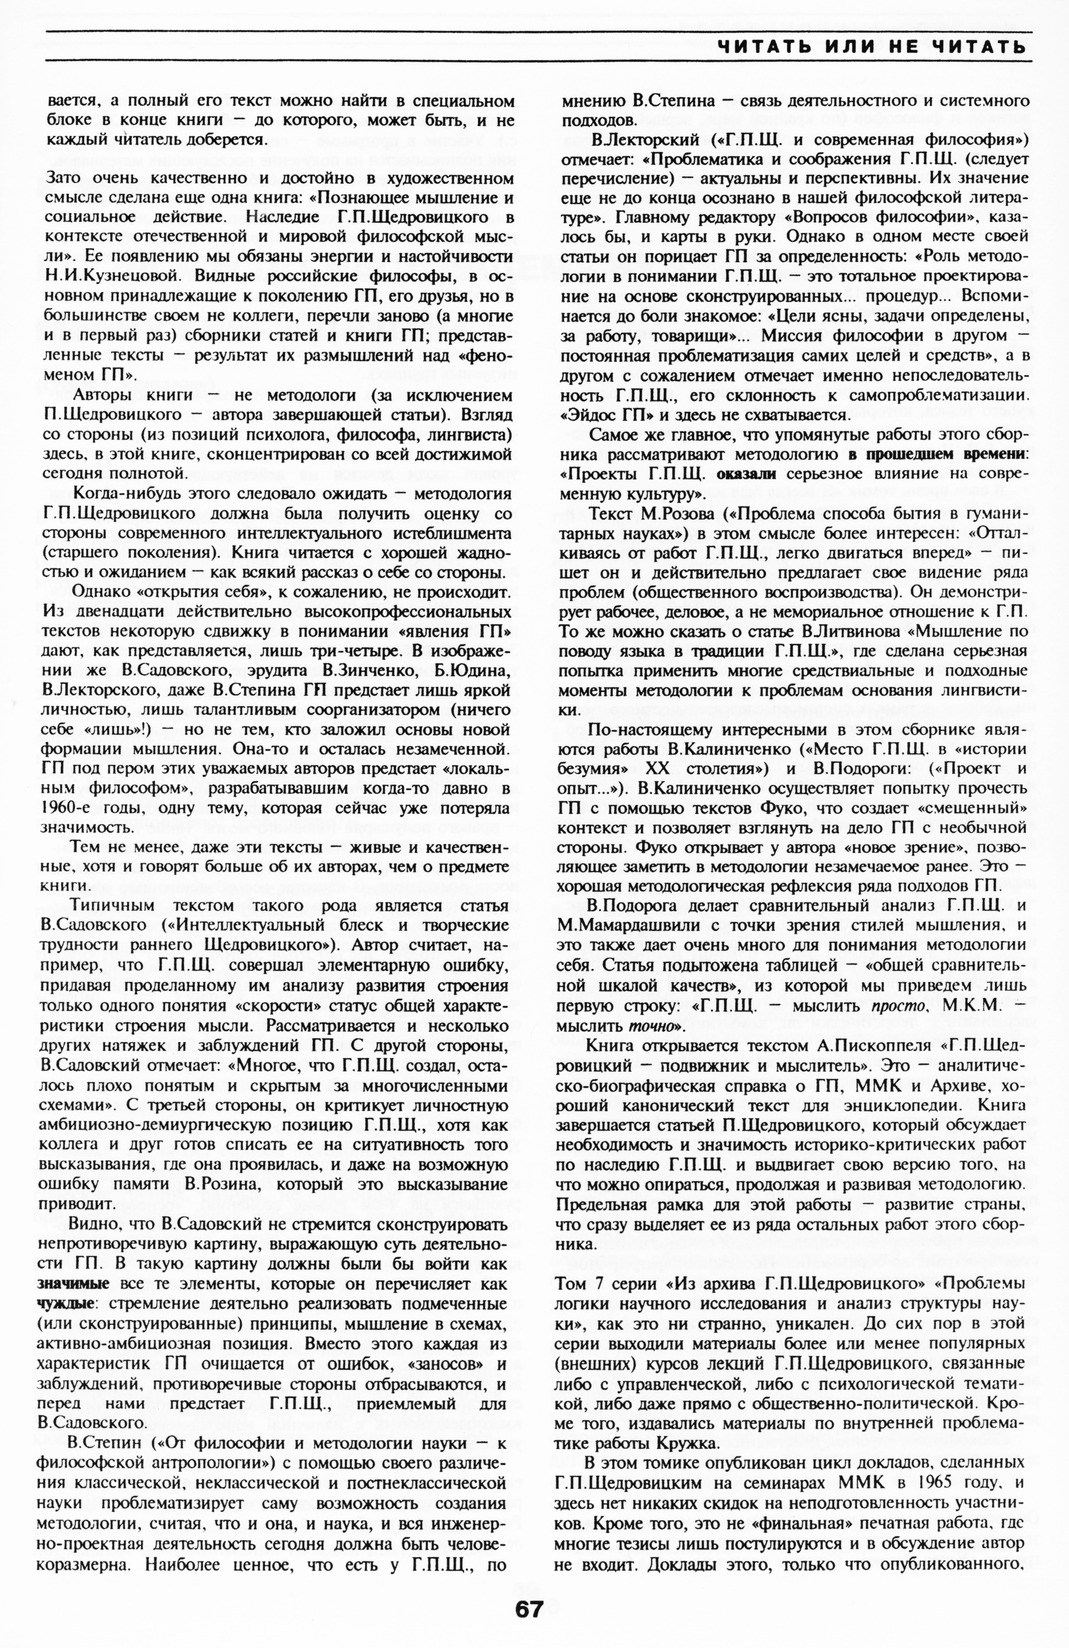 ЧИТАТЬ ИЛИ НЕ ЧИТАТЬ
вается, а полный его текст можно найти в специальном
блоке в конце книги — до которого, может быть, и не
каждый читатель доберется.
Зато очень качественно и достойно в художественном
смысле сделана еще одна книга: «Познающее мышление и
социальное действие. Наследие Г.П.Щедровицкого в
контексте отечественной и мировой философской мыс-
ли». Ее появлению мы обязаны энергии и настойчивости
Н.И.Кузнецовой. Видные российские философы, в ос-
новном принадлежащие к поколению ГП, его друзья, но в
большинстве своем не коллеги, перечли заново (а многие
и в первый раз) сборники статей и книги ГП; представ-
ленные тексты — результат их размышлений над «фено-
меном ГП».
Авторы книги — не методологи (за исключением
П.Щедровицкого — автора завершающей статьи). Взгляд
со стороны (из позиций психолога, философа, лингвиста)
здесь, в этой книге, сконцентрирован со всей достижимой
сегодня полнотой.
Когда-нибудь этого следовало ожидать — методология
Г.П.Щедровицкого должна была получить оценку со
стороны современного интеллектуального истеблишмента
(старшего поколения). Книга читается с хорошей жадно-
стью и ожиданием — как всякий рассказ о себе со стороны.
Однако «открытия себя», к сожалению, не происходит.
Из двенадцати действительно высокопрофессиональных
текстов некоторую сдвижку в понимании «явления ГП»
дают, как представляется, лишь три-четыре. В изображе-
нии же В.Садовского, эрудита В.Зинченко, Б.Юдина,
В.Лекторского, даже В.Степина ГП предстает лишь яркой
личностью, лишь талантливым соорганизатором (ничего
себе «лишь»!) — но не тем, кто заложил основы новой
формации мышления. Она-то и осталась незамеченной.
ГП под пером этих уважаемых авторов предстает «локаль-
ным философом», разрабатывавшим когда-то давно в
1960-е годы, одну тему, которая сейчас уже потеряла
значимость.
Тем не менее, даже эти тексты — живые и качествен-
ные, хотя и говорят больше об их авторах, чем о предмете
книги.
Типичным текстом такого рода является статья
В.Садовского («Интеллектуальный блеск и творческие
трудности раннего Щедровицкого»). Автор считает, на-
пример, что Г.П.Щ. совершал элементарную ошибку,
придавая проделанному им анализу развития строения
только одного понятия «скорости» статус общей характе-
ристики строения мысли. Рассматривается и несколько
других натяжек и заблуждений ГП. С другой стороны,
В.Садовский отмечает: «Многое, что Г.П.Щ. создал, оста-
лось плохо понятым и скрытым за многочисленными
схемами». С третьей стороны, он критикует личностную
амбициозно-демиургическую позицию Г.П.Щ., хотя как
коллега и друг готов списать ее на ситуативность того
высказывания, где она проявилась, и даже на возможную
ошибку памяти В.Розина, который это высказывание
приводит.
Видно, что В.Садовский не стремится сконструировать
непротиворечивую картину, выражающую суть деятельно-
сти ГП. В такую картину должны были бы войти как
значимые все те элементы, которые он перечисляет как
чуждые: стремление деятельно реализовать подмеченные
(или сконструированные) принципы, мышление в схемах,
активно-амбициозная позиция. Вместо этого каждая из
характеристик ГП очищается от ошибок, «заносов» и
заблуждений, противоречивые стороны отбрасываются, и
перед нами предстает Г.П.Щ., приемлемый для
В.Садовского.
В.Степин («От философии и методологии науки — к
философской антропологии») с помощью своего различе-
ния классической, неклассической и постнеклассической
науки проблематизирует саму возможность создания
методологии, считая, что и она, и наука, и вся инженер-
но-проектная деятельность сегодня должна быть челове-
коразмерна. Наиболее ценное, что есть у Г.П.Щ., по
мнению В.Степина — связь деятельностного и системного
подходов.
В.Лекторский («Г.П.Щ. и современная философия»)
отмечает: «Проблематика и соображения Г.П.Щ. (следует
перечисление) — актуальны и перспективны. Их значение
еще не до конца осознано в нашей философской литера-
туре». Главному редактору «Вопросов философии», каза-
лось бы, и карты в руки. Однако в одном месте своей
статьи он порицает ГП за определенность: «Роль методо-
логии в понимании Г.П.Щ. — это тотальное проектирова-
ние на основе сконструированных... процедур... Вспоми-
нается до боли знакомое: «Цели ясны, задачи определены,
за работу, товарищи»... Миссия философии в другом —
постоянная проблематизация самих целей и средств», а в
другом с сожалением отмечает именно непоследователь-
ность Г.П.Щ., его склонность к самопроблематизации.
«Эйдос ГП» и здесь не схватывается.
Самое же главное, что упомянутые работы этого сбор-
ника рассматривают методологию в прошедшем времени:
«Проекты Г.П.Щ. оказали серьезное влияние на совре-
менную культуру».
Текст М.Розова («Проблема способа бытия в гумани-
тарных науках») в этом смысле более интересен: «Оттал-
киваясь от работ Г.П.Щ., легко двигаться вперед» — пи-
шет он и действительно предлагает свое видение ряда
проблем (общественного воспроизводства). Он демонстри-
рует рабочее, деловое, а не мемориальное отношение к Г.П.
То же можно сказать о статье В.Литвинова «Мышление по
поводу языка в традиции Г.П.Щ.», где сделана серьезная
попытка применить многие средствиальные и подходные
моменты методологии к проблемам основания лингвисти-
ки.
По-настоящему интересными в этом сборнике явля-
ются работы В.Калиниченко («Место Г.П.Щ. в «истории
безумия» XX столетия») и В.Подороги: («Проект и
опыт...»). В.Калиниченко осуществляет попытку прочесть
ГП с помощью текстов Фуко, что создает «смещенный»
контекст и позволяет взглянуть на дело ГП с необычной
стороны. Фуко открывает у автора «новое зрение», позво-
ляющее заметить в методологии незамечаемое ранее. Это —
хорошая методологическая рефлексия ряда подходов ГП.
В.Подорога делает сравнительный анализ Г.П.Щ. и
М.Мамардашвили с точки зрения стилей мышления, и
это также дает очень много для понимания методологии
себя. Статья подытожена таблицей — «общей сравнитель-
ной шкалой качеств», из которой мы приведем лишь
первую строку: «Г.П.Щ. — мыслить просто, М.К.М. —
мыслить точно».
Книга открывается текстом А.Пископпеля «Г.П.Щед-
ровицкий — подвижник и мыслитель». Это — аналитиче-
ско-биографическая справка о ГП, ММК и Архиве, хо-
роший канонический текст для энциклопедии. Книга
завершается статьей П.Щедровицкого, который обсуждает
необходимость и значимость историко-критических работ
по наследию Г.П.Щ. и выдвигает свою версию того, на
что можно опираться, продолжая и развивая методологию.
Предельная рамка для этой работы — развитие страны,
что сразу выделяет ее из ряда остальных работ этого сбор-
ника.
Том 7 серии «Из архива Г.П.Щедровицкого» «Проблемы
логики научного исследования и анализ структуры нау-
ки», как это ни странно, уникален. До сих пор в этой
серии выходили материалы более или менее популярных
(внешних) курсов лекций Г.П.Щедровицкого, связанные
либо с управленческой, либо с психологической темати-
кой, либо даже прямо с общественно-политической. Кро-
ме того, издавались материалы по внутренней проблема-
тике работы Кружка.
В этом томике опубликован цикл докладов, сделанных
Г.П.Щедровицким на семинарах ММК в 1965 году, и
здесь нет никаких скидок на неподготовленность участни-
ков. Кроме того, это не «финальная» печатная работа, где
многие тезисы лишь постулируются и в обсуждение автор
не входит. Доклады этого, только что опубликованного,
67